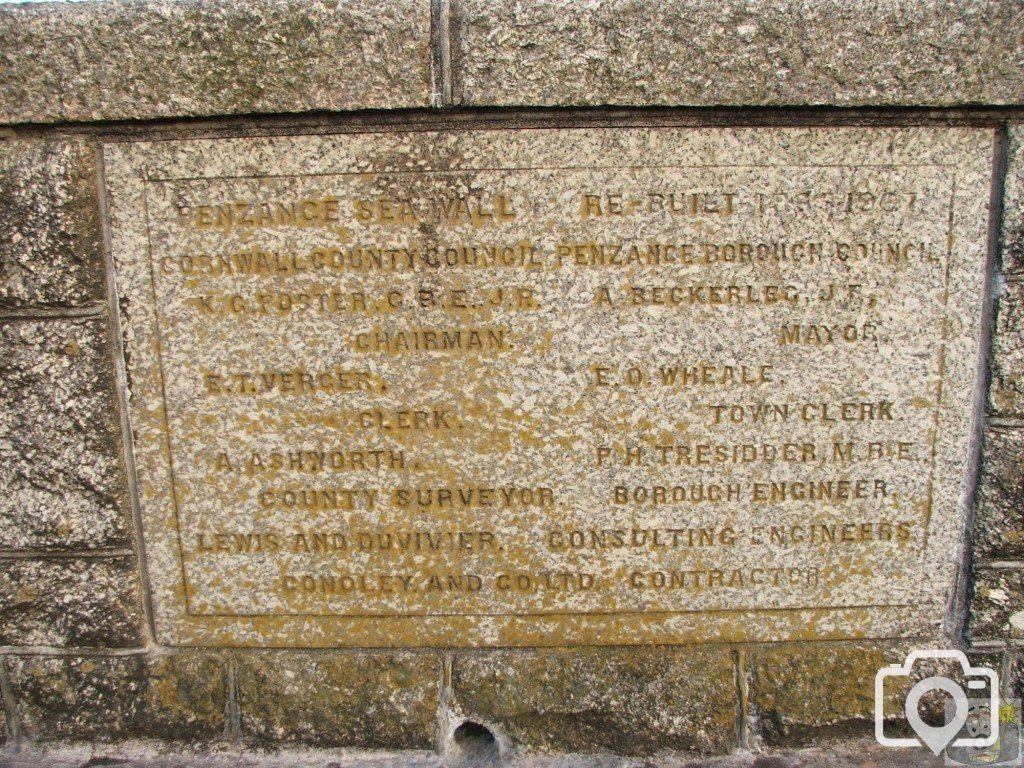 PENZANCE SEA WALL RE-BUILT
CORNWALL COUNTY COUNCIL PENZANCE BOROUGH COUNCIL
K. G. FOSTER, C.B.E., J.P. A. BECKERLEG, J.P.,
CHAIRMAN. MAYOR.
E. T. VERGER. E. O. WHEALE.
CLERK. TOWN CLERK.
A. ASHWORTH. P. H. TRESIDDER, M.B.E.,
COUNTY SURVEYOR. BOROUGH ENGINEER.
LEWIS AND DUVIVIER. CONSULTING ENGINEERS
CONOLEY AND CO. LTD. CONTRACTOR.